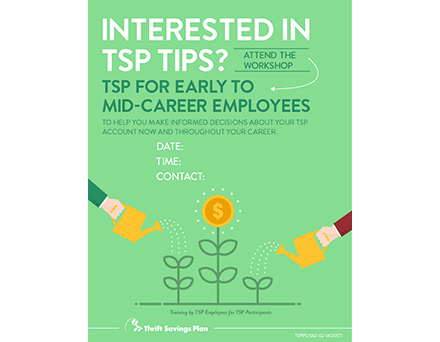 INTERESTED IN
TSP TIPS?
ATTEND THE
WORKSHOP
TSP FOR EARLY TO
MID-CAREER EMPLOYEES
TO HELP YOU MAKE INFORMED DECISIONS ABOUT YOUR TSP
ACCOUNT NOW AND THROUGHOUT YOUR CAREER.
DATE:
TIME:
CONTACT:
$
Training by TSP Employees for TSP Participants
Thrift Savings Plan